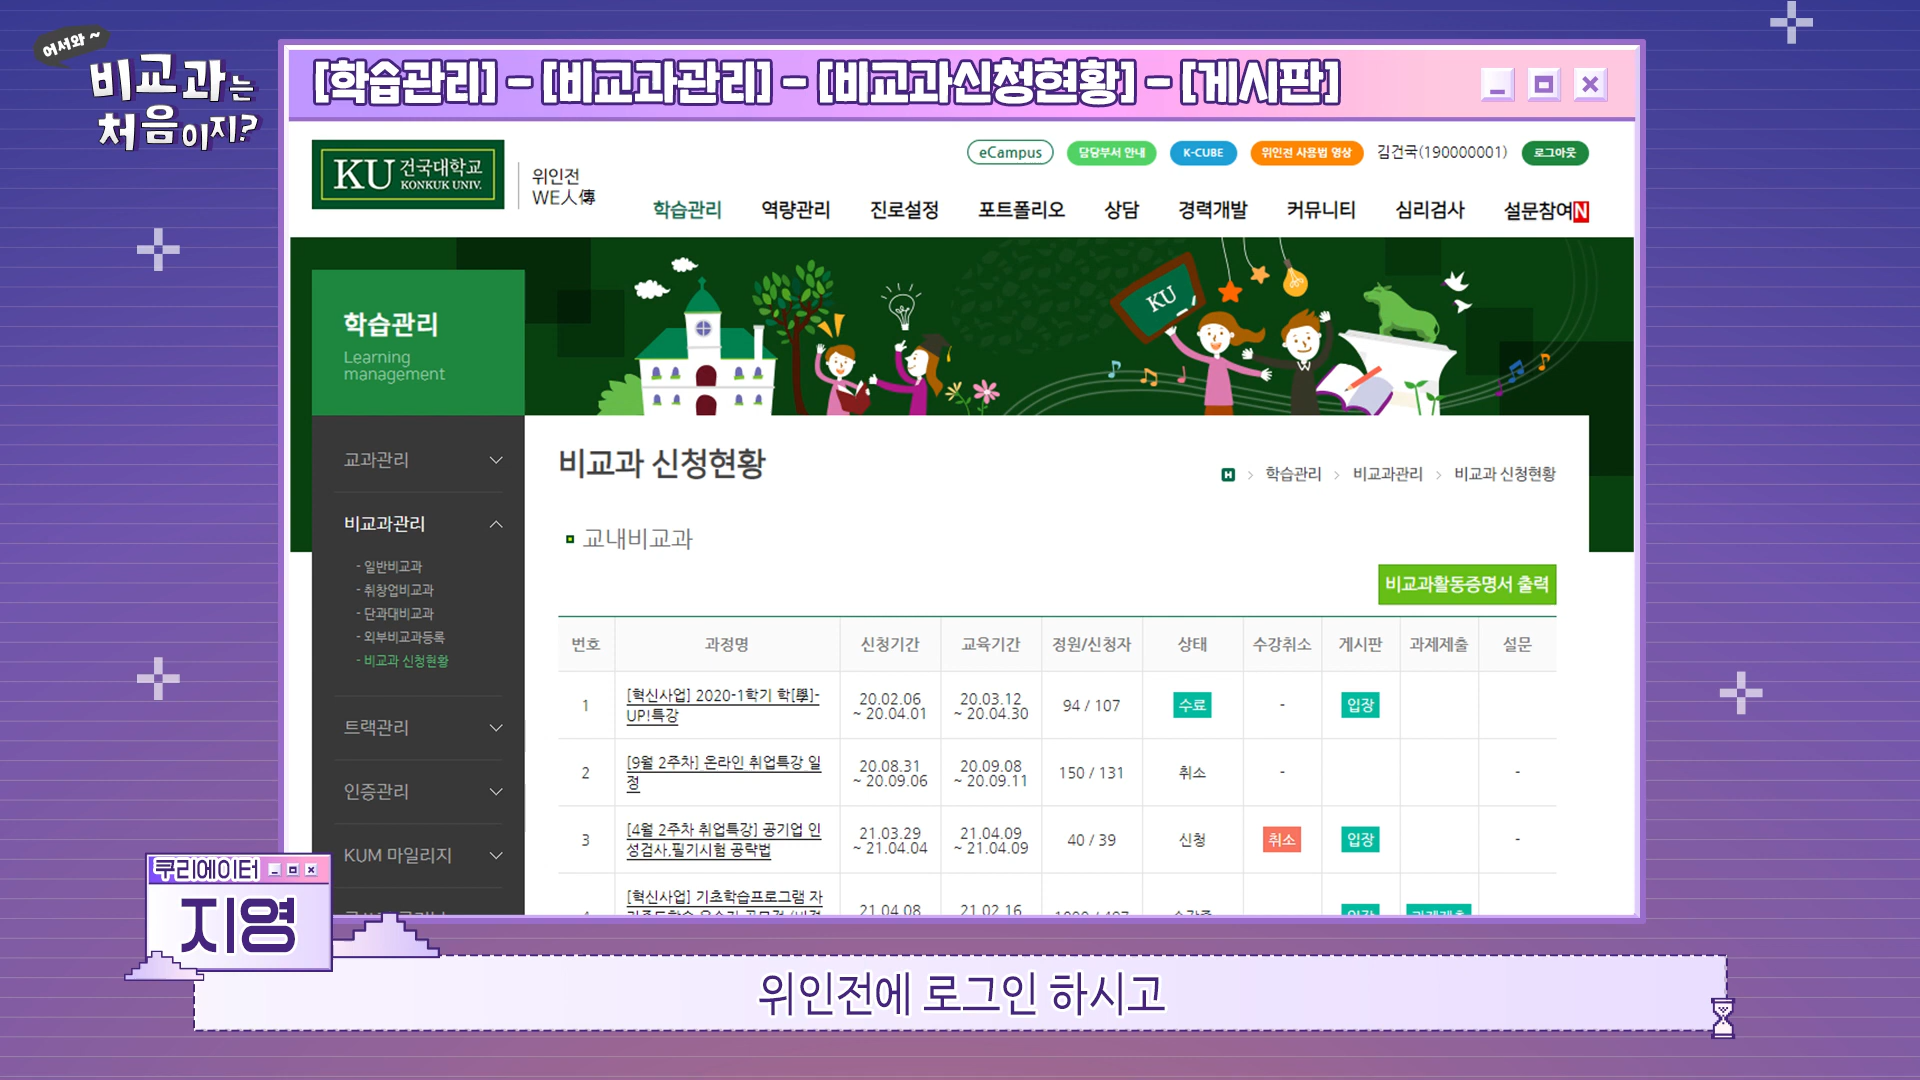 어서와~
비교과는
처음이지?
[학습관리] - [비교과관리] - [비교과신청현황] - [게시판]
KU 건국대학교
KONKUK UNIV.
위인전
WE人傳
eCampus
담당부서 안내
K-CUBE
위인전 사용법 영상
김건국(190000001)
로그아웃
학습관리 역량관리 진로설정 포트폴리오 상담 경력개발 커뮤니티 심리검사 설문참여N
KU
학습관리
Learning
management
교과관리
비교과관리
- 일반비교과
- 취창업비교과
- 단과대비교과
- 외부비교과등록
- 비교과 신청현황
트랙관리
인증관리
KUM 마일리지
비교과 신청현황
H > 학습관리 > 비교과관리 > 비교과 신청현황
교내비교과
비교과활동증명서 출력
번호 과정명 신청기간 교육기간 정원/신청자 상태 수강취소 게시판 과제제출 설문
1 [혁신사업] 2020-1학기 학[學]-
UP!특강
20.02.06
~ 20.04.01
20.03.12
~ 20.04.30
94 / 107 수료 - 입장
2 [9월 2주차] 온라인 취업특강 일
정
20.08.31
~ 20.09.06
20.09.08
~ 20.09.11
150 / 131 취소 - -
3 [4월 2주차 취업특강] 공기업 인
성검사,필기시험 공략법
21.03.29
~ 21.04.04
21.04.09
~ 21.04.09
40 / 39 신청 취소 입장 -
[혁신사업] 기초학습프로그램 자
21.04.08 21.02.16
쿠리에이터
지영
위인전에 로그인 하시고